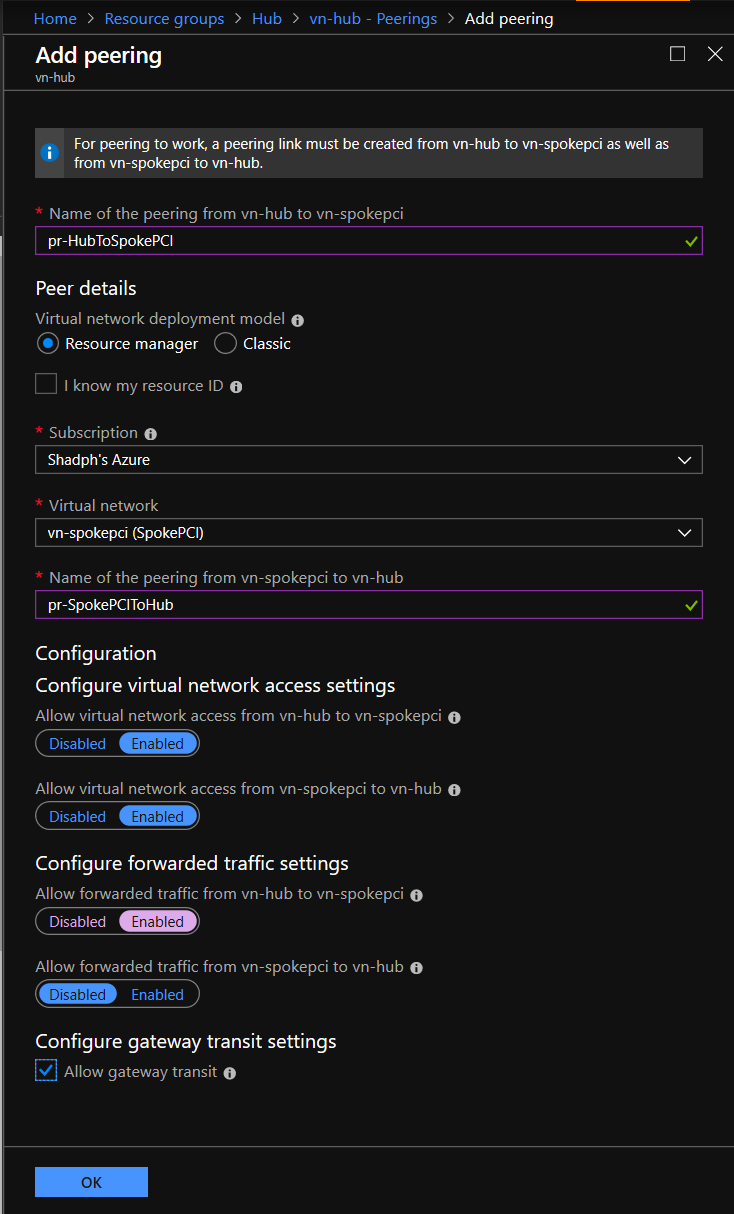 Home > Resource groups > Hub > vn-hub - Peerings > Add peering
Add peering
vn-hub
For peering to work, a peering link must be created from vn-hub to vn-spokepci as well as
from vn-spokepci to vn-hub.
* Name of the peering from vn-hub to vn-spokepci
pr-HubToSpokePCI
Peer details
Virtual network deployment model
Resource manager Classic
I know my resource ID
* Subscription
Shadph's Azure
* Virtual network
vn-spokepci (SpokePCI)
* Name of the peering from vn-spokepci to vn-hub
pr-SpokePCIToHub
Configuration
Configure virtual network access settings
Allow virtual network access from vn-hub to vn-spokepci
Disabled Enabled
Allow virtual network access from vn-spokepci to vn-hub
Disabled Enabled
Configure forwarded traffic settings
Allow forwarded traffic from vn-hub to vn-spokepci
Disabled Enabled
Allow forwarded traffic from vn-spokepci to vn-hub
Disabled Enabled
Configure gateway transit settings
Allow gateway transit
OK